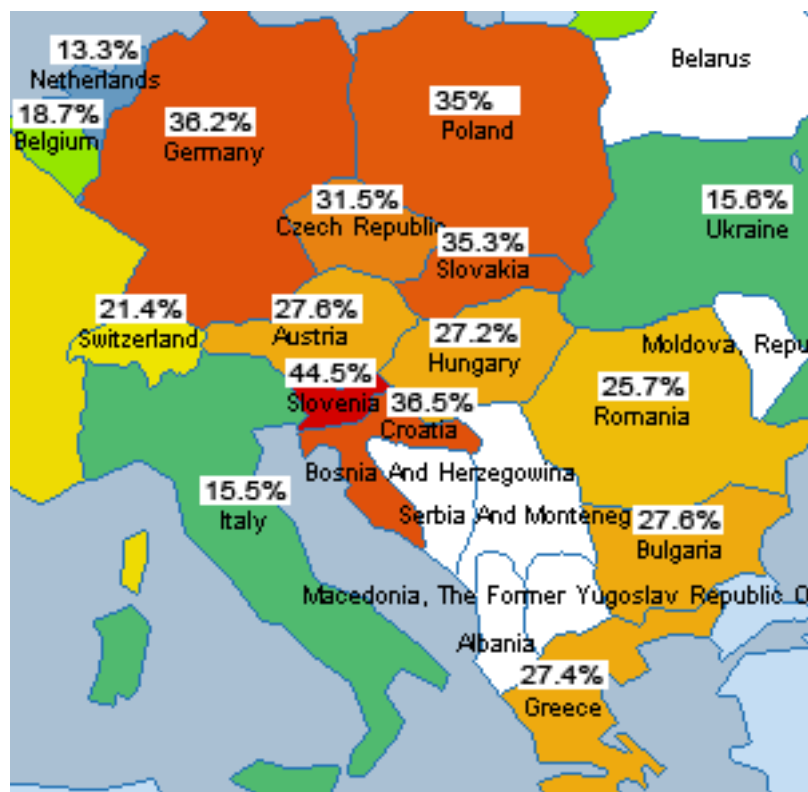 13.3%
Netherlands
18.7%
Belgium
36.2%
Germany
35%
Poland
Belarus
31.5%
Czech Republic
35.3%
Slovakia
15.6%
Ukraine
21.4%
Switzerland
27.6%
Austria
27.2%
Hungary
Moldova, Repu
44.5%
Slovenia
36.5%
Croatia
25.7%
Romania
Bosnia And Herzegowina
15.5%
Italy
Serbia And Monteneg
27.6%
Bulgaria
Macedonia, The Former Yugoslav Republic O
Albania
27.4%
Greece